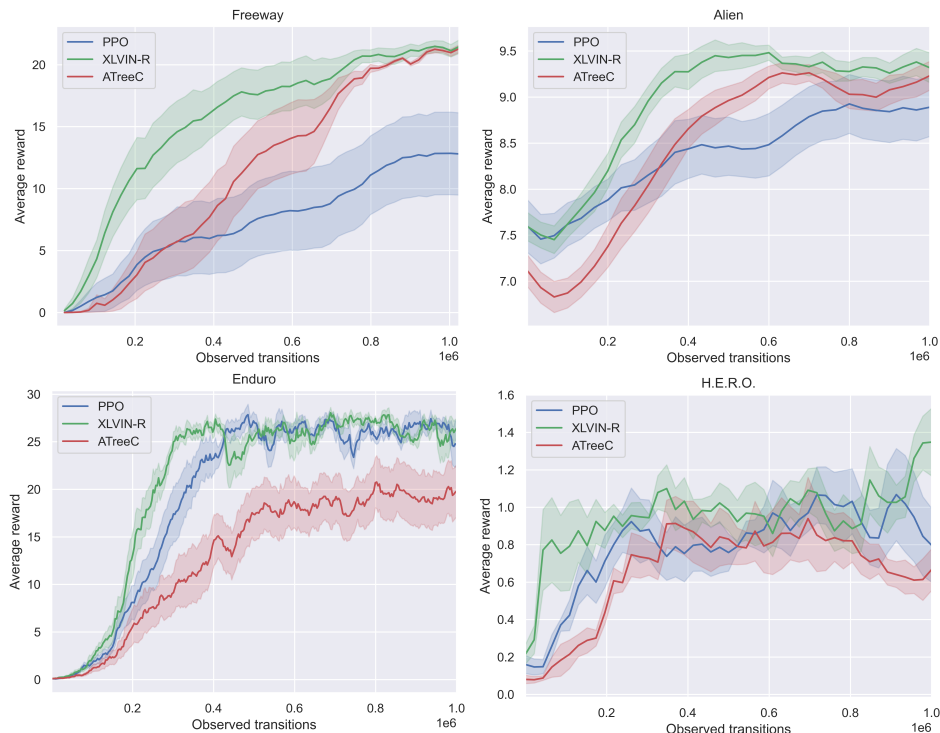 Freeway
PPO
XLVIN-R
ATreeC
Average reward
20
15
10
5
0
0.2 0.4 0.6 0.8 1.0
Observed transitions
1e6
Alien
PPO
XLVIN-R
ATreeC
Average reward
9.5
9.0
8.5
8.0
7.5
7.0
0.2 0.4 0.6 0.8 1.0
Observed transitions
1e6
Enduro
PPO
XLVIN-R
ATreeC
Average reward
30
25
20
15
10
5
0
0.2 0.4 0.6 0.8 1.0
Observed transitions
1e6
H.E.R.O.
PPO
XLVIN-R
ATreeC
Average reward
1.6
1.4
1.2
1.0
0.8
0.6
0.4
0.2
0.0
0.2 0.4 0.6 0.8 1.0
Observed transitions
1e6